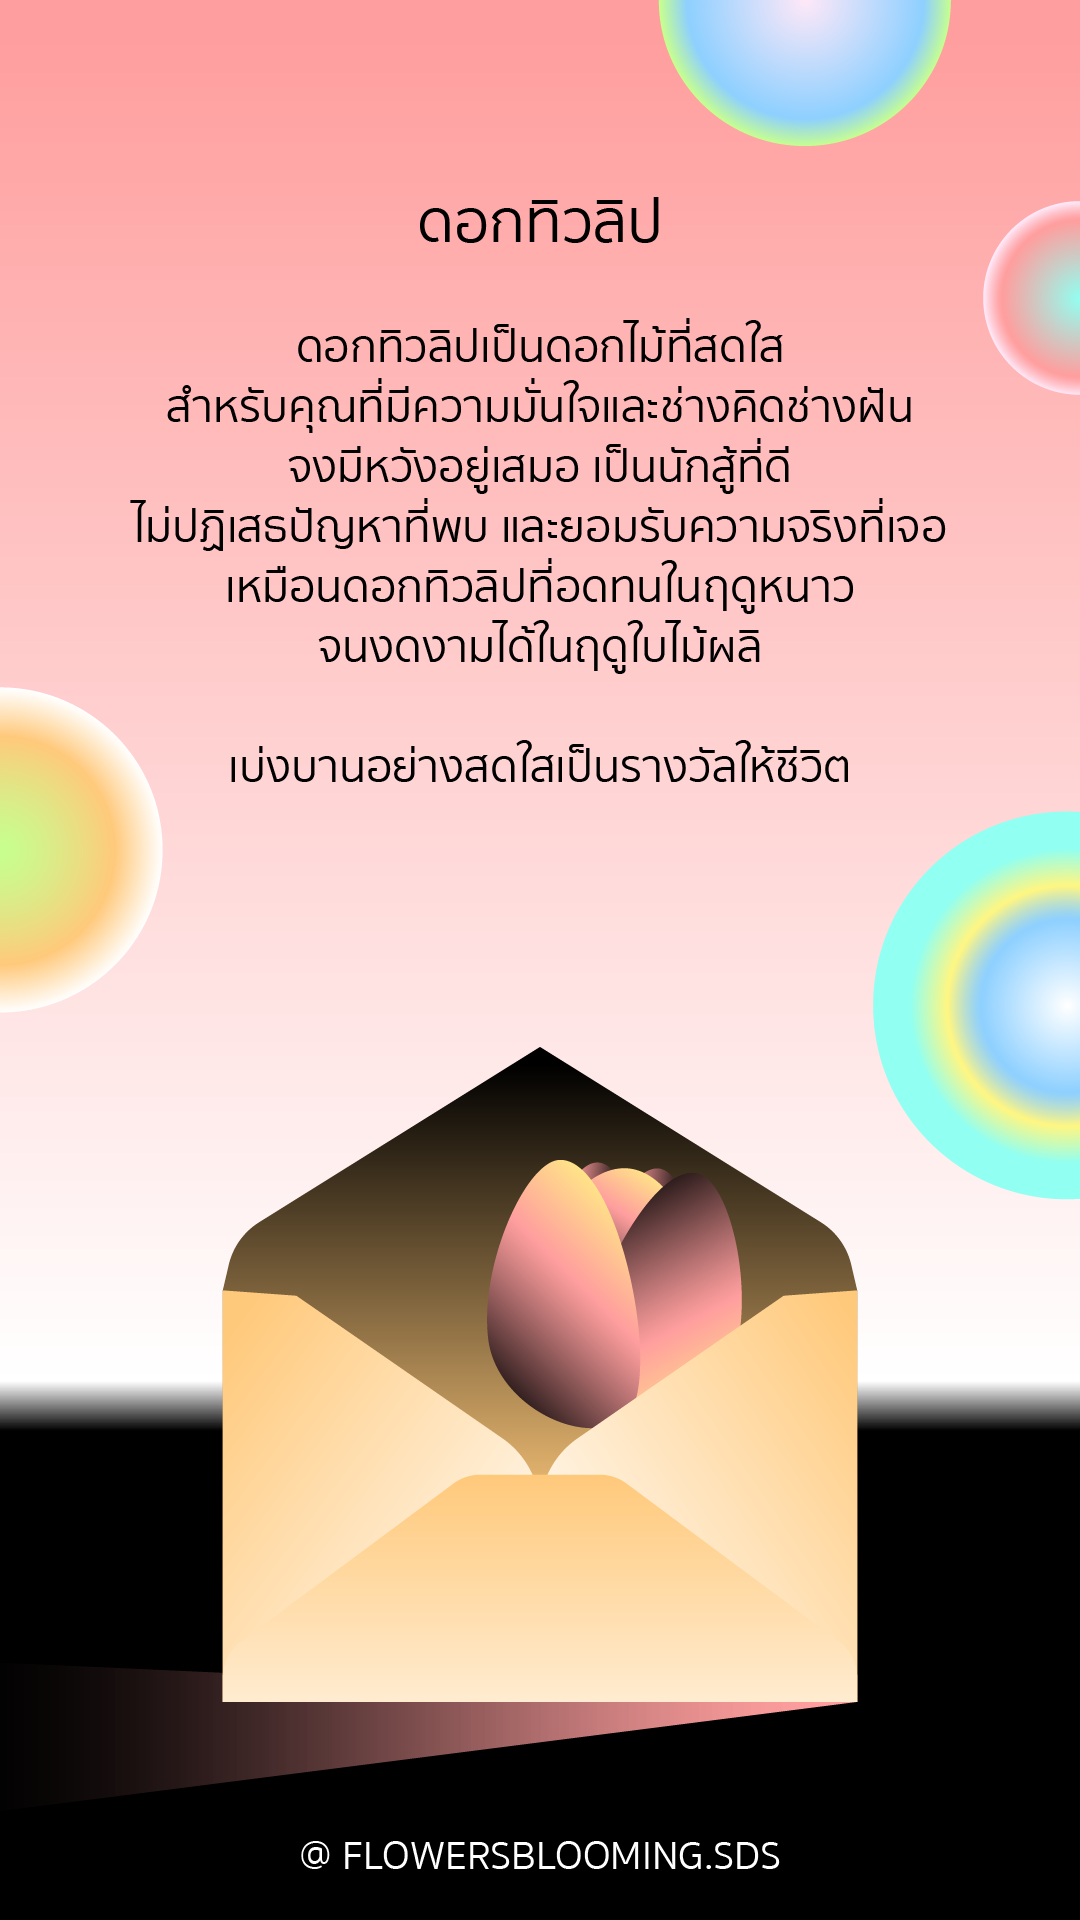 ดอกทิวลิป
ดอกทิวลิปเป็นดอกไม้ที่สดใส
สำหรับคุณที่มีความมั่นใจและช่างคิดช่างฝัน
จงมีหวังอยู่เสมอ เป็นนักสู้ที่ดี
ไม่ปฏิเสธปัญหาที่พบ และยอมรับความจริงที่เจอ
เหมือนดอกทิวลิปที่อดทนในฤดูหนาว
จนงดงามได้ในฤดูใบไม้ผลิ
เบ่งบานอย่างสดใสเป็นรางวัลให้ชีวิต
@ FLOWERSBLOOMING.SDS